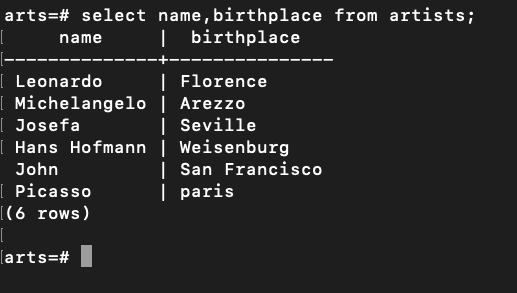 arts=# select name,birthplace from artists;
     name     |  birthplace
--------------+---------------
 Leonardo     | Florence
 Michelangelo | Arezzo
 Josefa       | Seville
 Hans Hofmann | Weisenburg
 John         | San Francisco
 Picasso      | paris
(6 rows)

arts=#